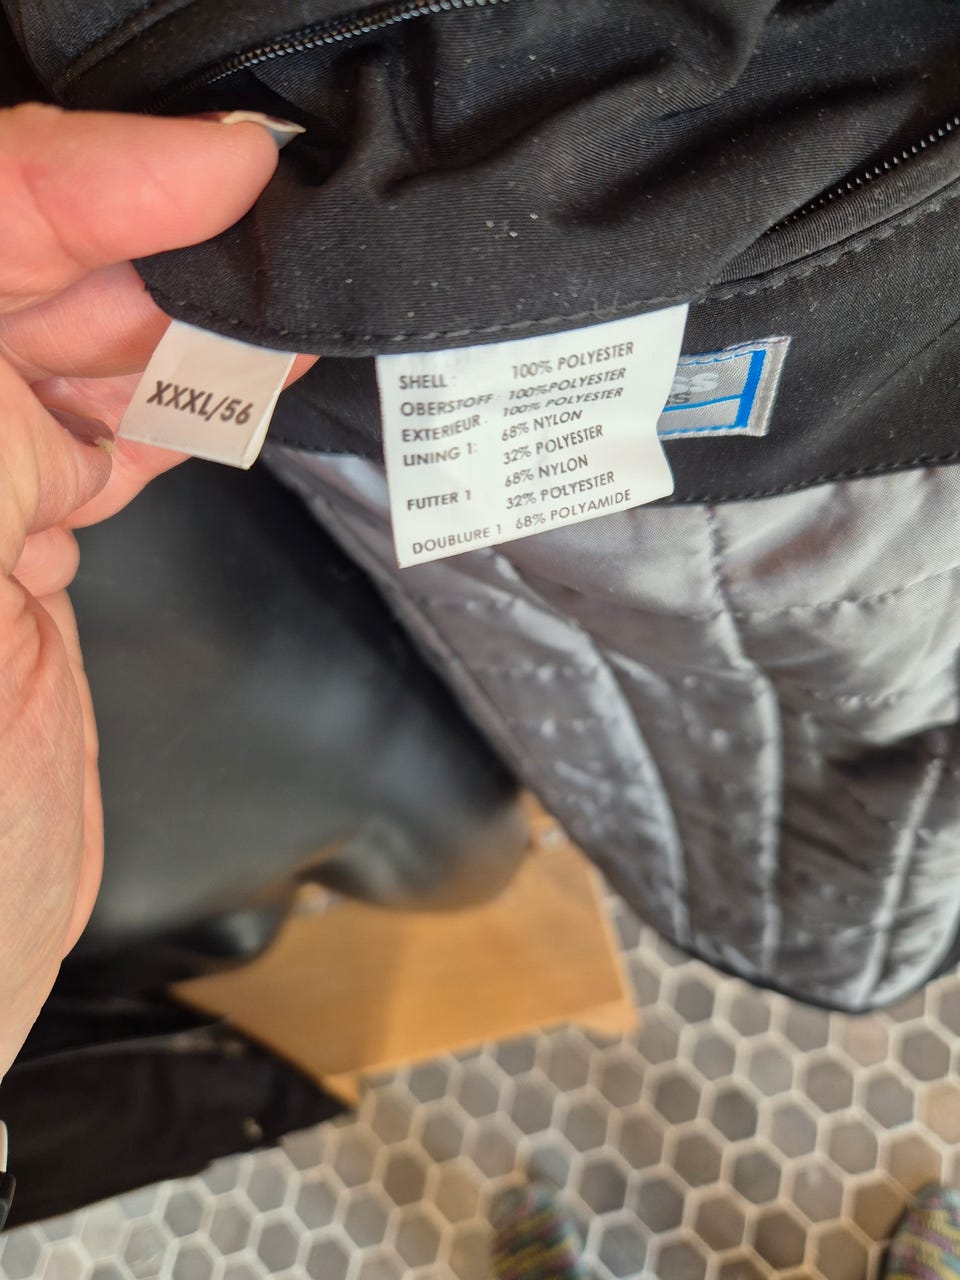 XXXL/56
SHELL : 100% POLYESTER
OBERSTOFF : 100%POLYESTER
EXTERIEUR : 100% POLYESTER
LINING 1: 68% NYLON
32% POLYESTER
FUTTER 1 68% NYLON
32% POLYESTER
DOUBLURE 1 68% POLYAMIDE